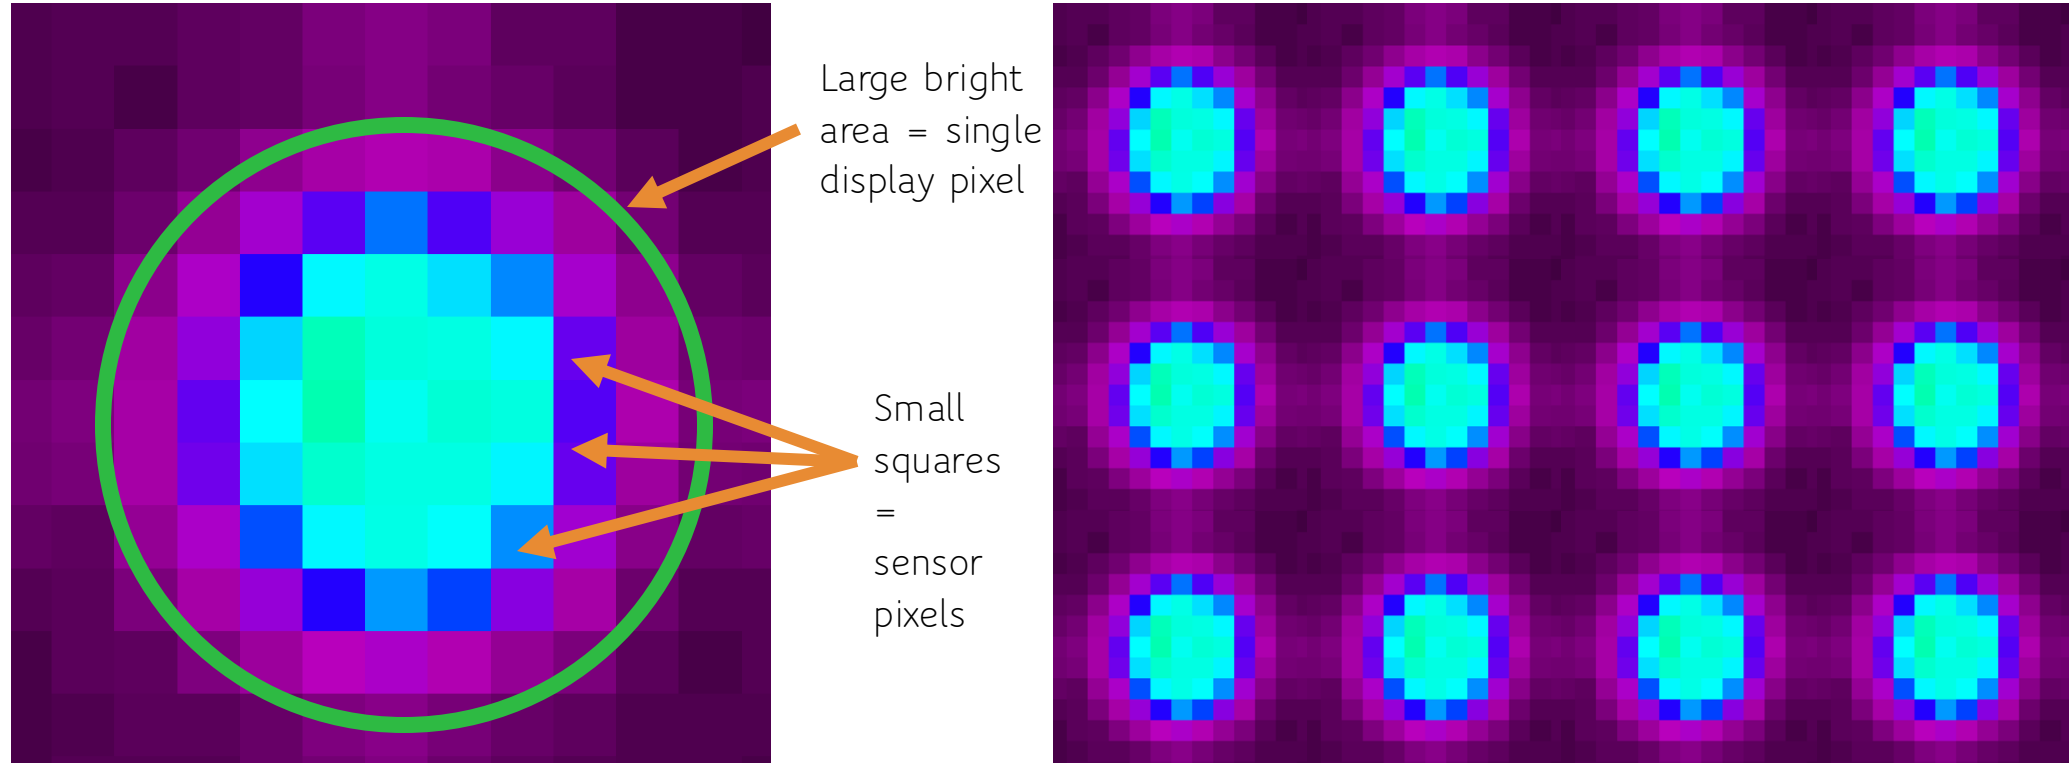 Large bright
area = single
display pixel
Small
squares
=
sensor
pixels